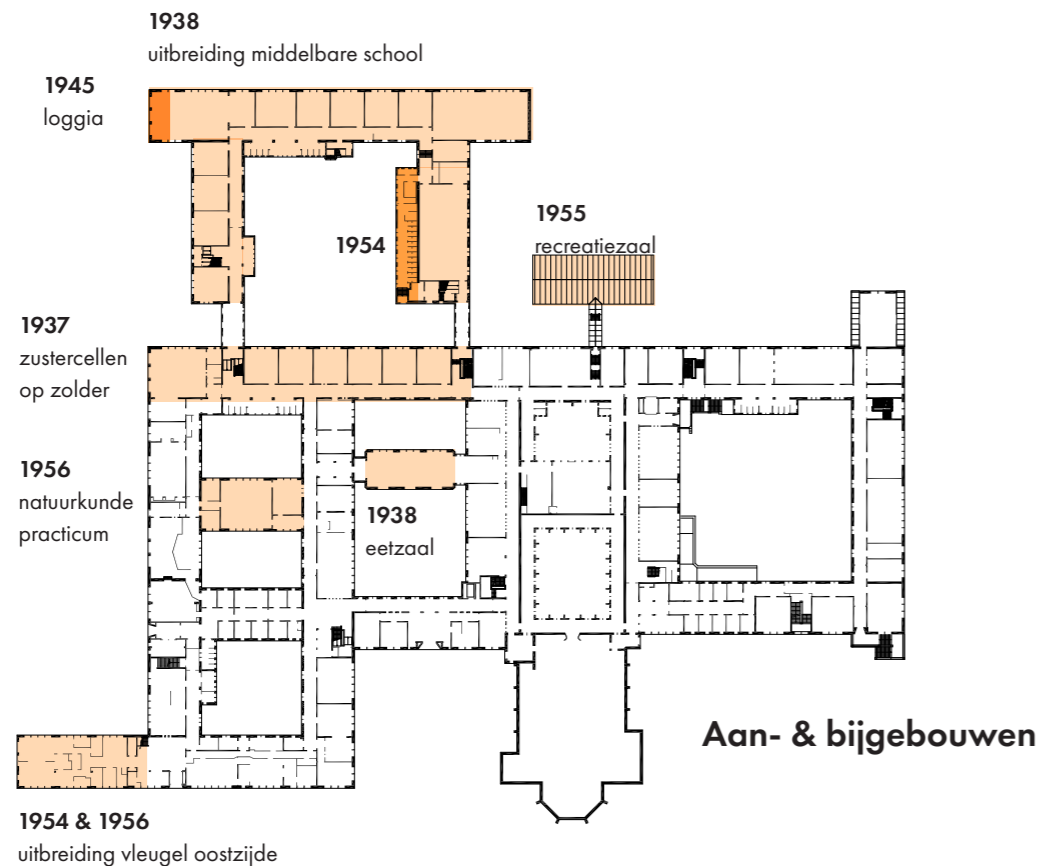 1938
uitbreiding middelbare school
1945
loggia
1955
recreatiezaal
1954
1937
zustercellen
op zolder
1956
natuurkunde
practicum
1938
eetzaal
Aan- & bijgebouwen
1954 & 1956
uitbreiding vleugel oostzijde